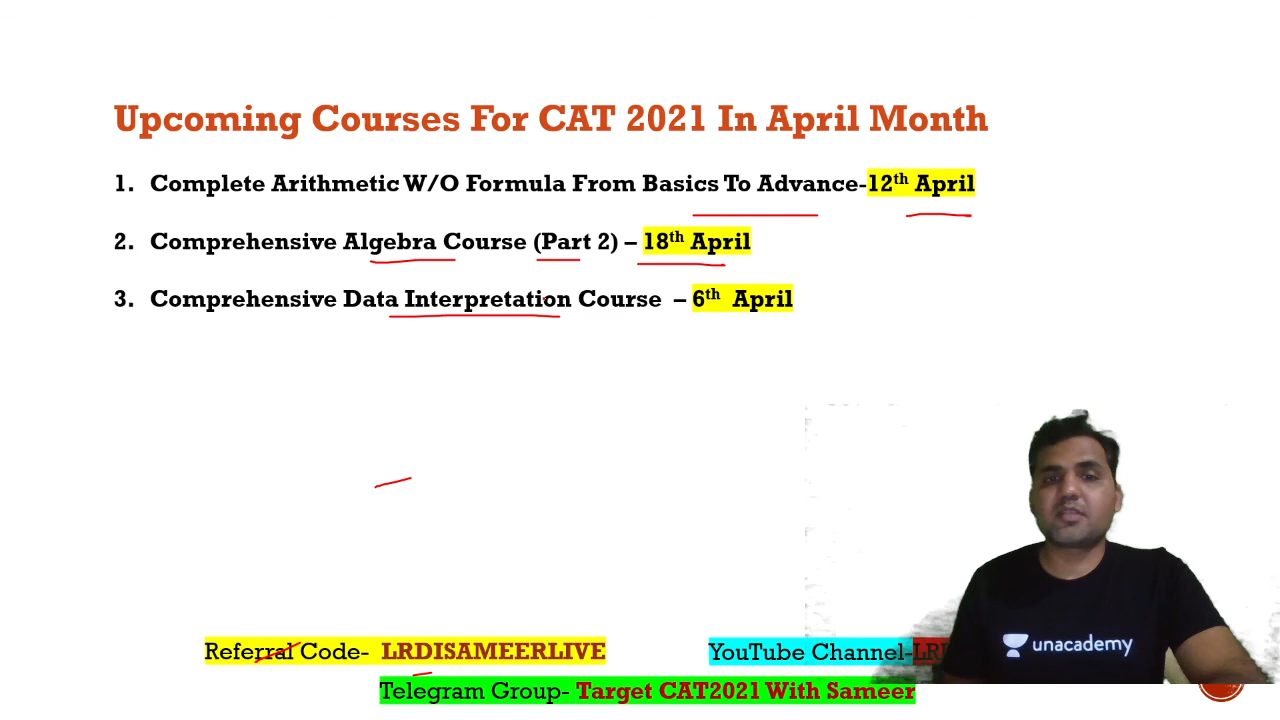 Upcoming Courses For CAT 2021 In April Month
1. Complete Arithmetic W/O Formula From Basics To Advance-12th April
2. Comprehensive Algebra Course (Part 2) – 18th April
3. Comprehensive Data Interpretation Course – 6th April
unacademy
Referral Code- LRDISAMEERLIVE
YouTube Channel-
Telegram Group- Target CAT2021 With Sameer